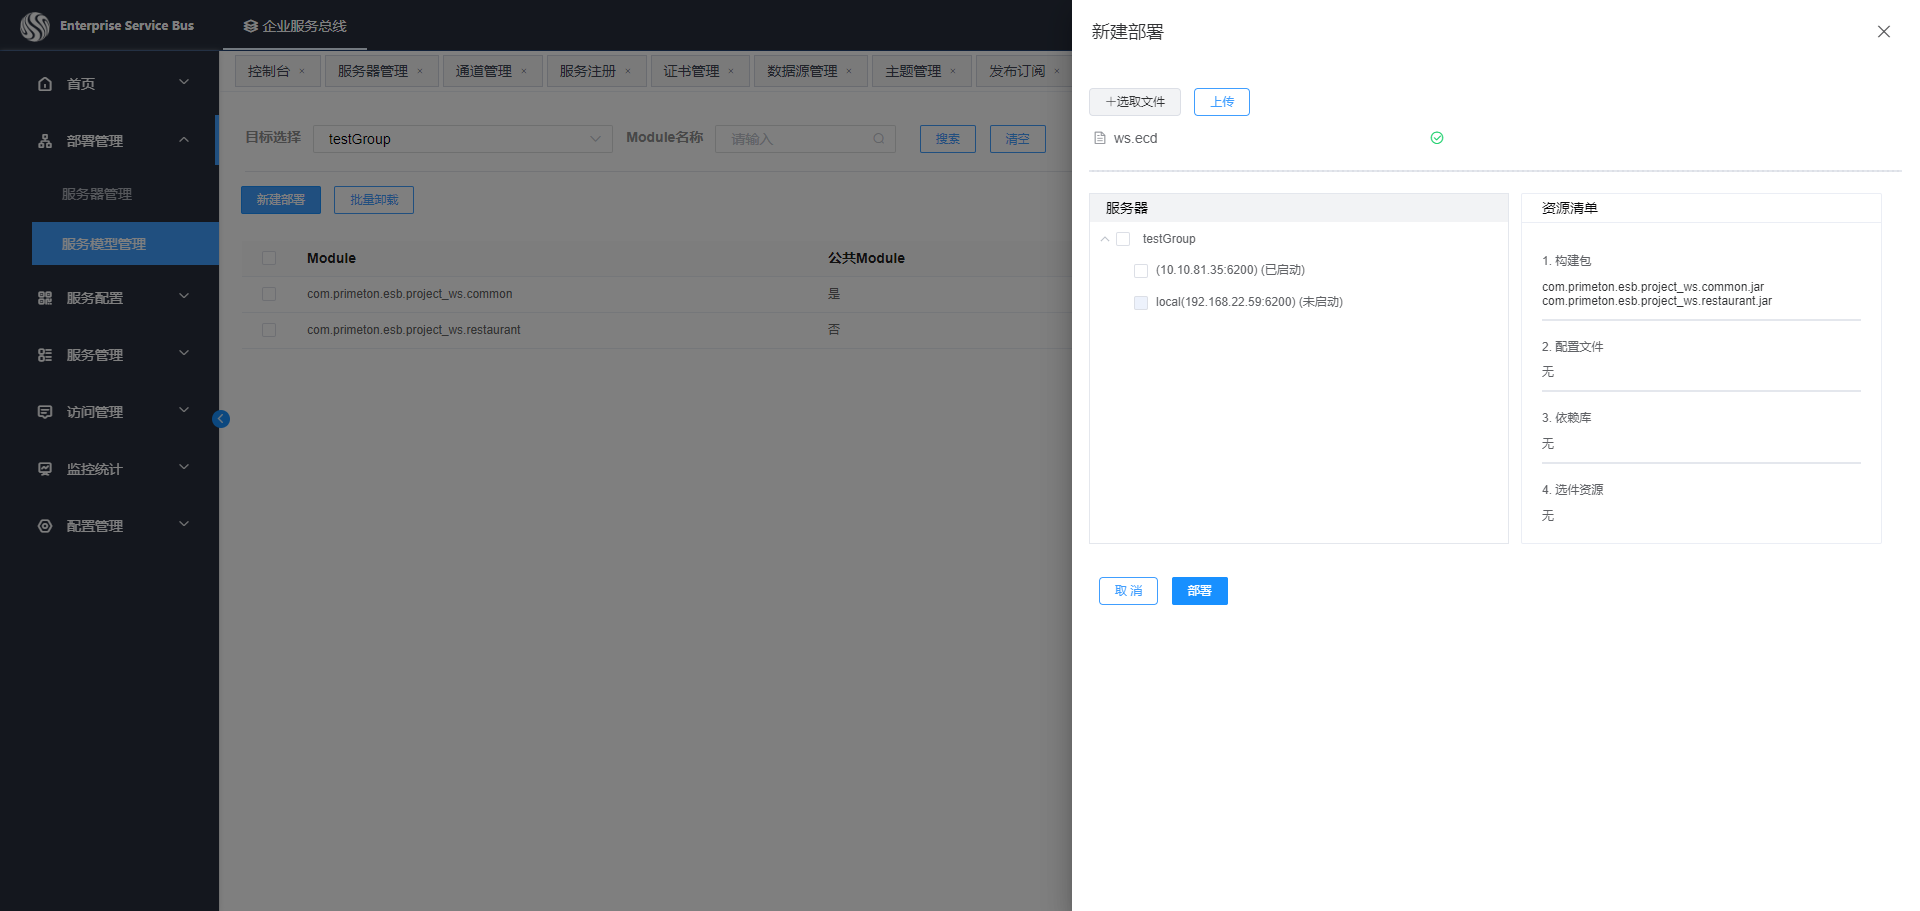 Enterprise Service Bus
企业服务总线
首页
部署管理
服务器管理
服务模型管理
服务配置
服务管理
访问管理
监控统计
配置管理
控制台 × 服务器管理 × 通道管理 × 服务注册 × 证书管理 × 数据源管理 × 主题管理 × 发布订阅 ×
目标选择 testGroup Module名称 请输入 搜索 清空
新建部署 批量卸载
Module 公共Module
com.primeton.esb.project_ws.common 是
com.primeton.esb.project_ws.restaurant 否
新建部署
+选取文件 上传
ws.ecd
服务器
testGroup
(10.10.81.35:6200) (已启动)
local(192.168.22.59:6200) (未启动)
资源清单
1. 构建包
com.primeton.esb.project_ws.common.jar
com.primeton.esb.project_ws.restaurant.jar
2. 配置文件
无
3. 依赖库
无
4. 选件资源
无
取 消 部署